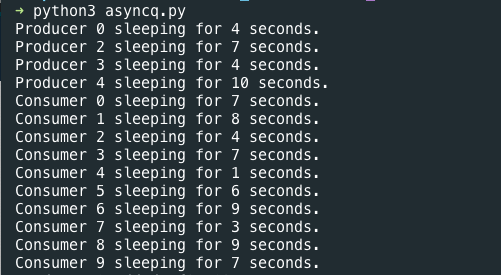 → python3 asyncq.py
Producer 0 sleeping for 4 seconds.
Producer 2 sleeping for 7 seconds.
Producer 3 sleeping for 4 seconds.
Producer 4 sleeping for 10 seconds.
Consumer 0 sleeping for 7 seconds.
Consumer 1 sleeping for 8 seconds.
Consumer 2 sleeping for 4 seconds.
Consumer 3 sleeping for 7 seconds.
Consumer 4 sleeping for 1 seconds.
Consumer 5 sleeping for 6 seconds.
Consumer 6 sleeping for 9 seconds.
Consumer 7 sleeping for 3 seconds.
Consumer 8 sleeping for 9 seconds.
Consumer 9 sleeping for 7 seconds.